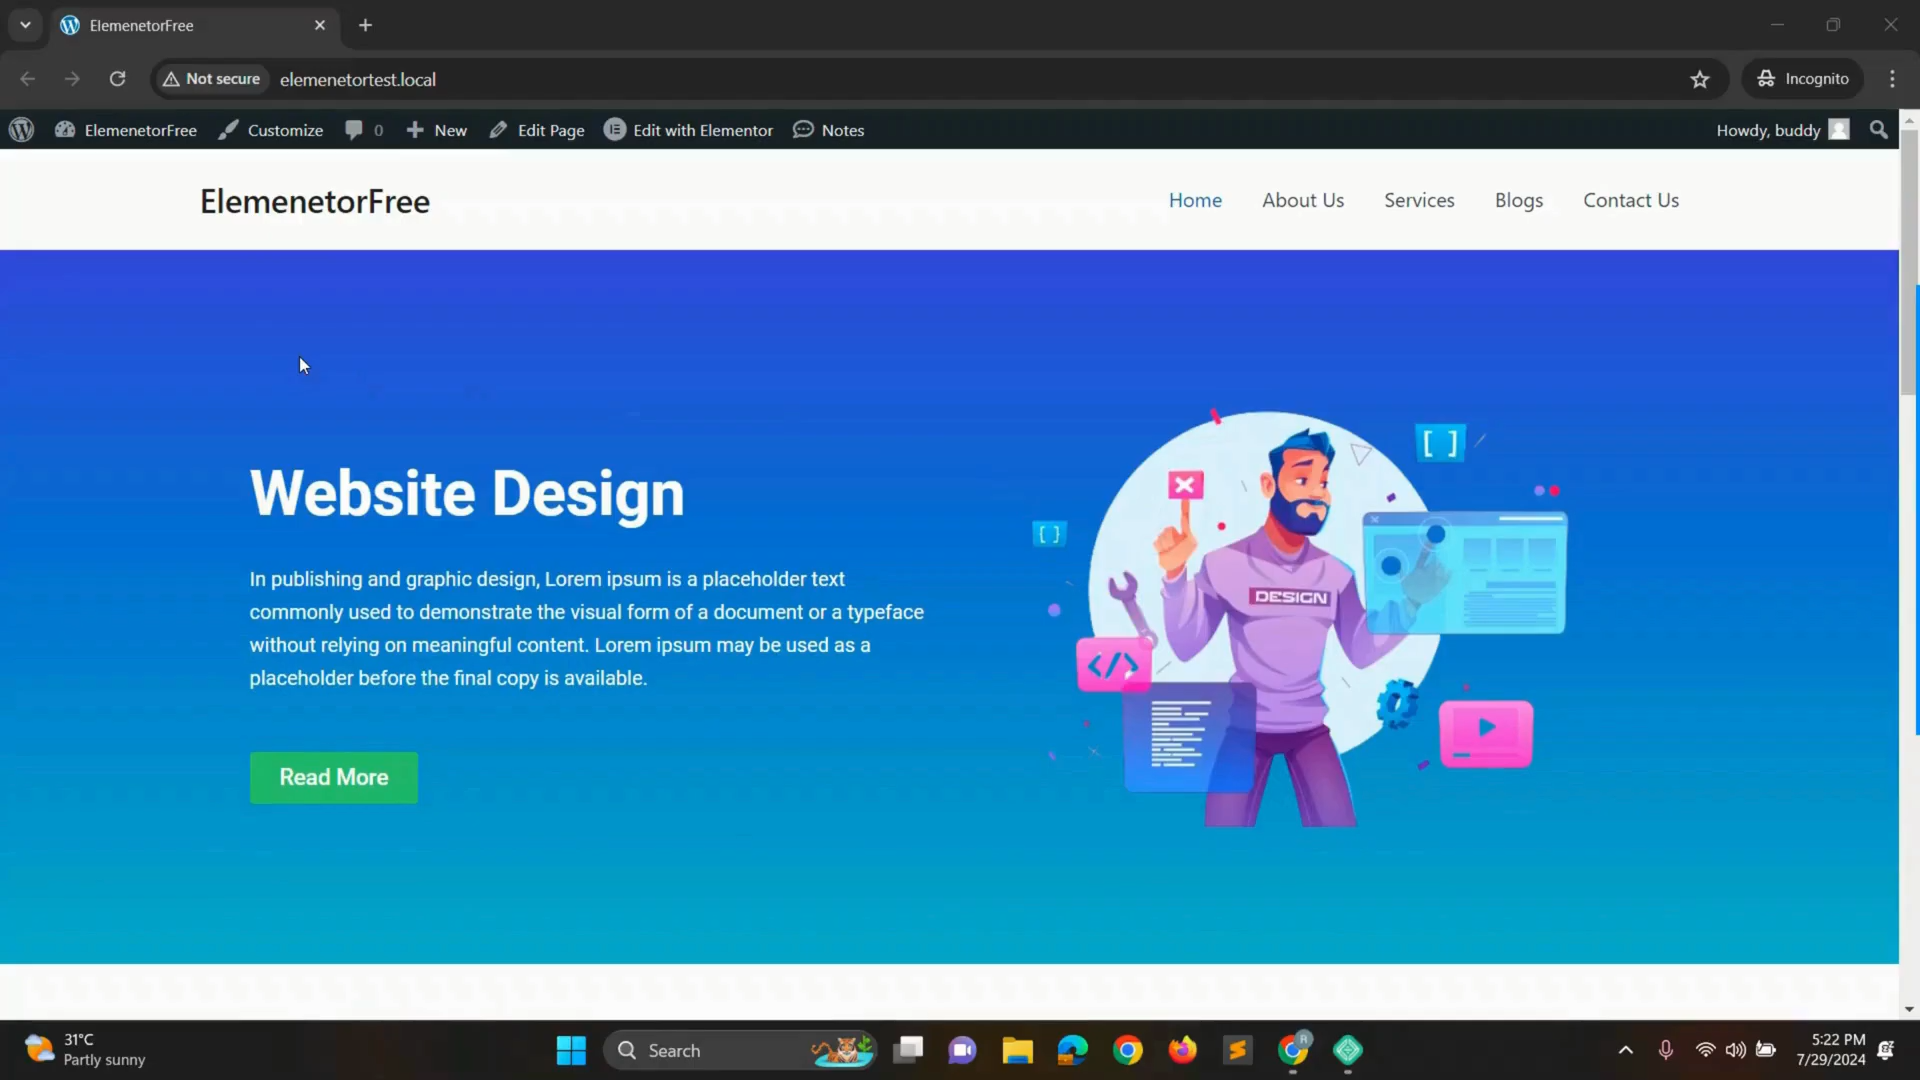 ElemenetorFree
Not secure
elemenetortest.local
Incognito
ElemenetorFree
Customize
0
New
Edit Page
Edit with Elementor
Notes
Howdy, buddy
ElemenetorFree
Home
About Us
Services
Blogs
Contact Us
Website Design
In publishing and graphic design, Lorem ipsum is a placeholder text
commonly used to demonstrate the visual form of a document or a typeface
without relying on meaningful content. Lorem ipsum may be used as a
placeholder before the final copy is available.
Read More
[ ]
[ ]
DESIGN
</>
31°C
Partly sunny
Search
R
5:22 PM
7/29/2024